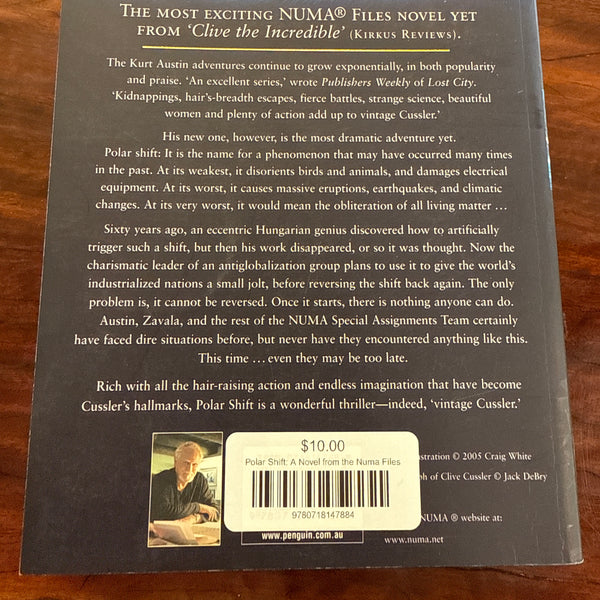 The most exciting NUMA® Files novel yet
from ‘Clive the Incredible’ (Kirkus Reviews).
The Kurt Austin adventures continue to grow exponentially, in both popularity
and praise. ‘An excellent series,’ wrote Publishers Weekly of Lost City.
‘Kidnappings, hair’s-breadth escapes, fierce battles, strange science, beautiful
women and plenty of action add up to vintage Cussler.’
His new one, however, is the most dramatic adventure yet.
Polar shift: It is the name for a phenomenon that may have occurred many times
in the past. At its weakest, it disorients birds and animals, and damages electrical
equipment. At its worst, it causes massive eruptions, earthquakes, and climatic
changes. At its very worst, it would mean the obliteration of all living matter …
Sixty years ago, an eccentric Hungarian genius discovered how to artificially
trigger such a shift, but then his work disappeared, or so it was thought. Now the
charismatic leader of an antiglobalization group plans to use it to give the world’s
industrialized nations a small jolt, before reversing the shift back again. The only
problem is, it cannot be reversed. Once it starts, there is nothing anyone can do.
Austin, Zavala, and the rest of the NUMA Special Assignments Team certainly
have faced dire situations before, but never have they encountered anything like this.
This time … even they may be too late.
Rich with all the hair-raising action and endless imagination that have become
Cussler’s hallmarks, Polar Shift is a wonderful thriller—indeed, ‘vintage Cussler.’
$10.00
Polar Shift: A Novel from the Numa Files
9780718147884
© 2005 Craig White
of Clive Cussler © Jack DeBry
NUMA ® website at:
www.penguin.com.au
www.numa.net